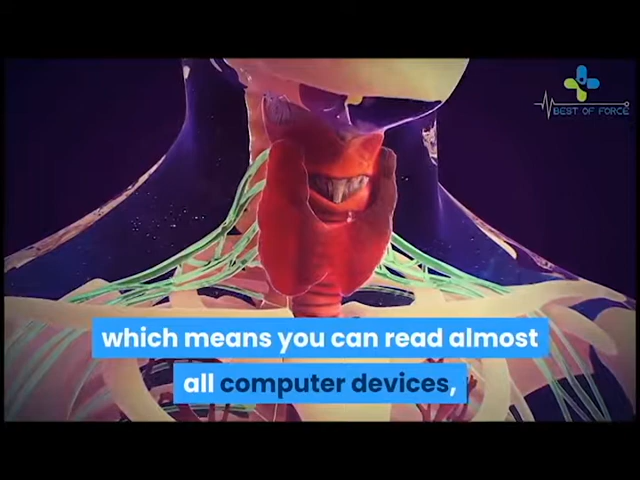 BEST OF FORCE
which means you can read almost
all computer devices,